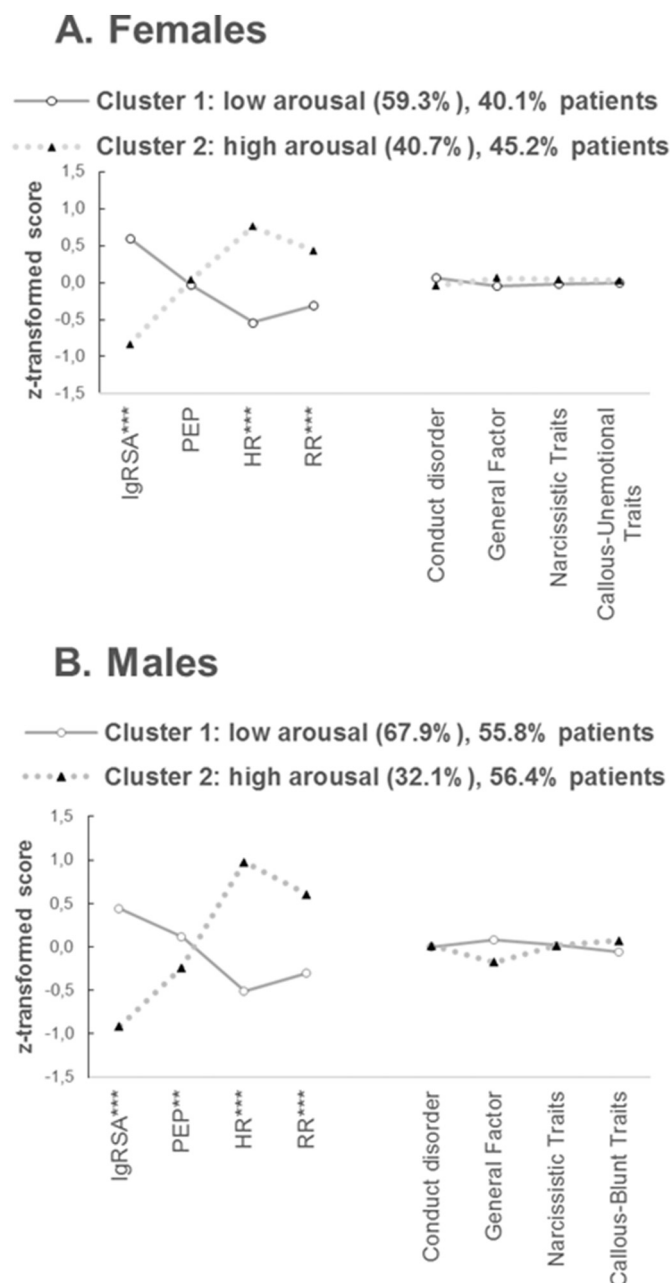 A. Females
Cluster 1: low arousal (59.3%), 40.1% patients
Cluster 2: high arousal (40.7%), 45.2% patients
z-transformed score
1,5
1,0
0,5
0,0
-0,5
-1,0
-1,5
lgRSA***
PEP
HR***
RR***
Conduct disorder
General Factor
Narcissistic Traits
Callous-Unemotional
Traits
B. Males
Cluster 1: low arousal (67.9%), 55.8% patients
Cluster 2: high arousal (32.1%), 56.4% patients
z-transformed score
1,5
1,0
0,5
0,0
-0,5
-1,0
-1,5
lgRSA***
PEP**
HR***
RR***
Conduct disorder
General Factor
Narcissistic Traits
Callous-Blunt Traits